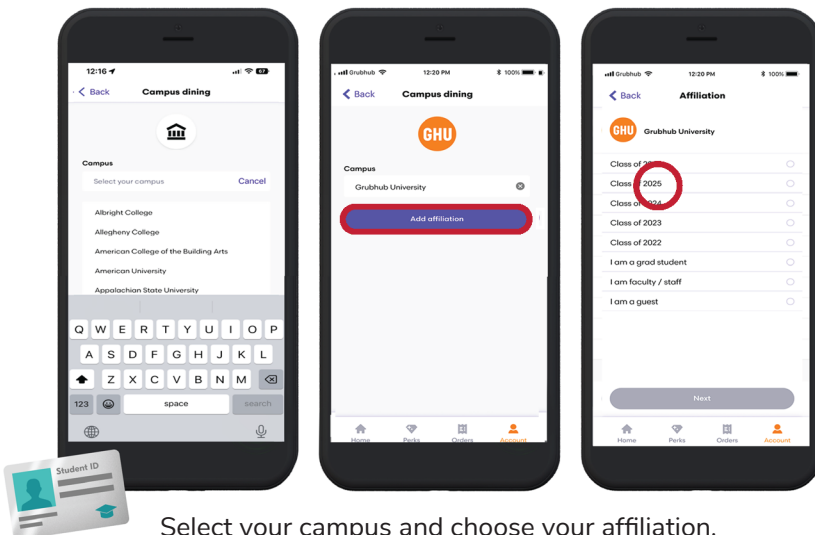 12:16
67
Back
Campus dining
Campus
Select your campus
Cancel
Albright College
Allegheny College
American College of the Building Arts
American University
Appalachian State University
Q W E R T Y U I O P
A S D F G H J K L
Z X C V B N M
123
space
search
Grubhub
12:20 PM
100%
Back
Campus dining
GHU
Campus
Grubhub University
Add affiliation
Home
Perks
Orders
Account
Grubhub
12:20 PM
100%
Back
Affiliation
GHU
Grubhub University
Class of
Class of 2025
Class of 2024
Class of 2023
Class of 2022
I am a grad student
I am faculty / staff
I am a guest
Next
Home
Perks
Orders
Account
Student ID
Select your campus and choose your affiliation.